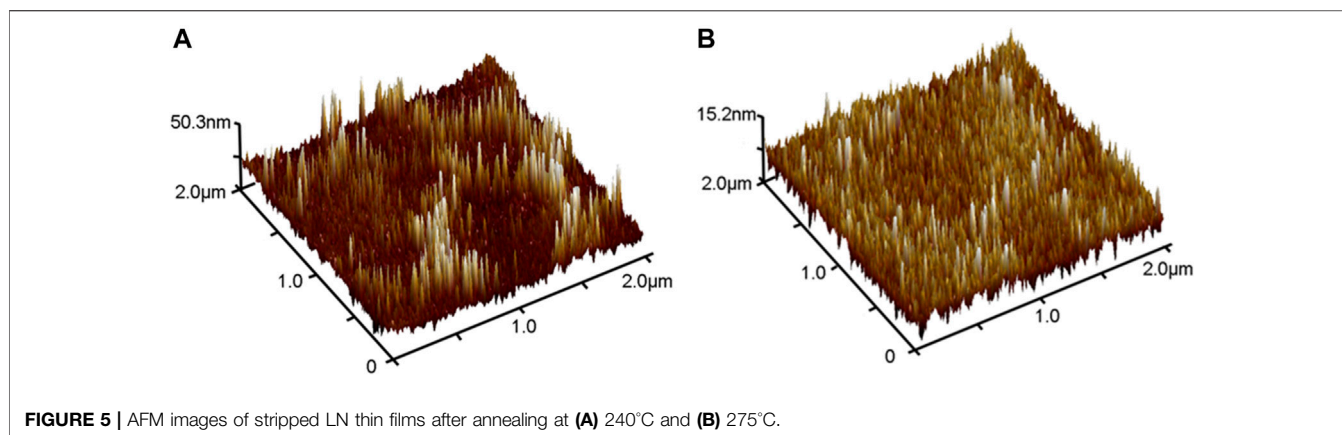 A
50.3nm
2.0μm
1.0
0
1.0
2.0μm
B
15.2nm
2.0μm
1.0
0
1.0
2.0μm
FIGURE 5 | AFM images of stripped LN thin films after annealing at (A) 240°C and (B) 275°C.